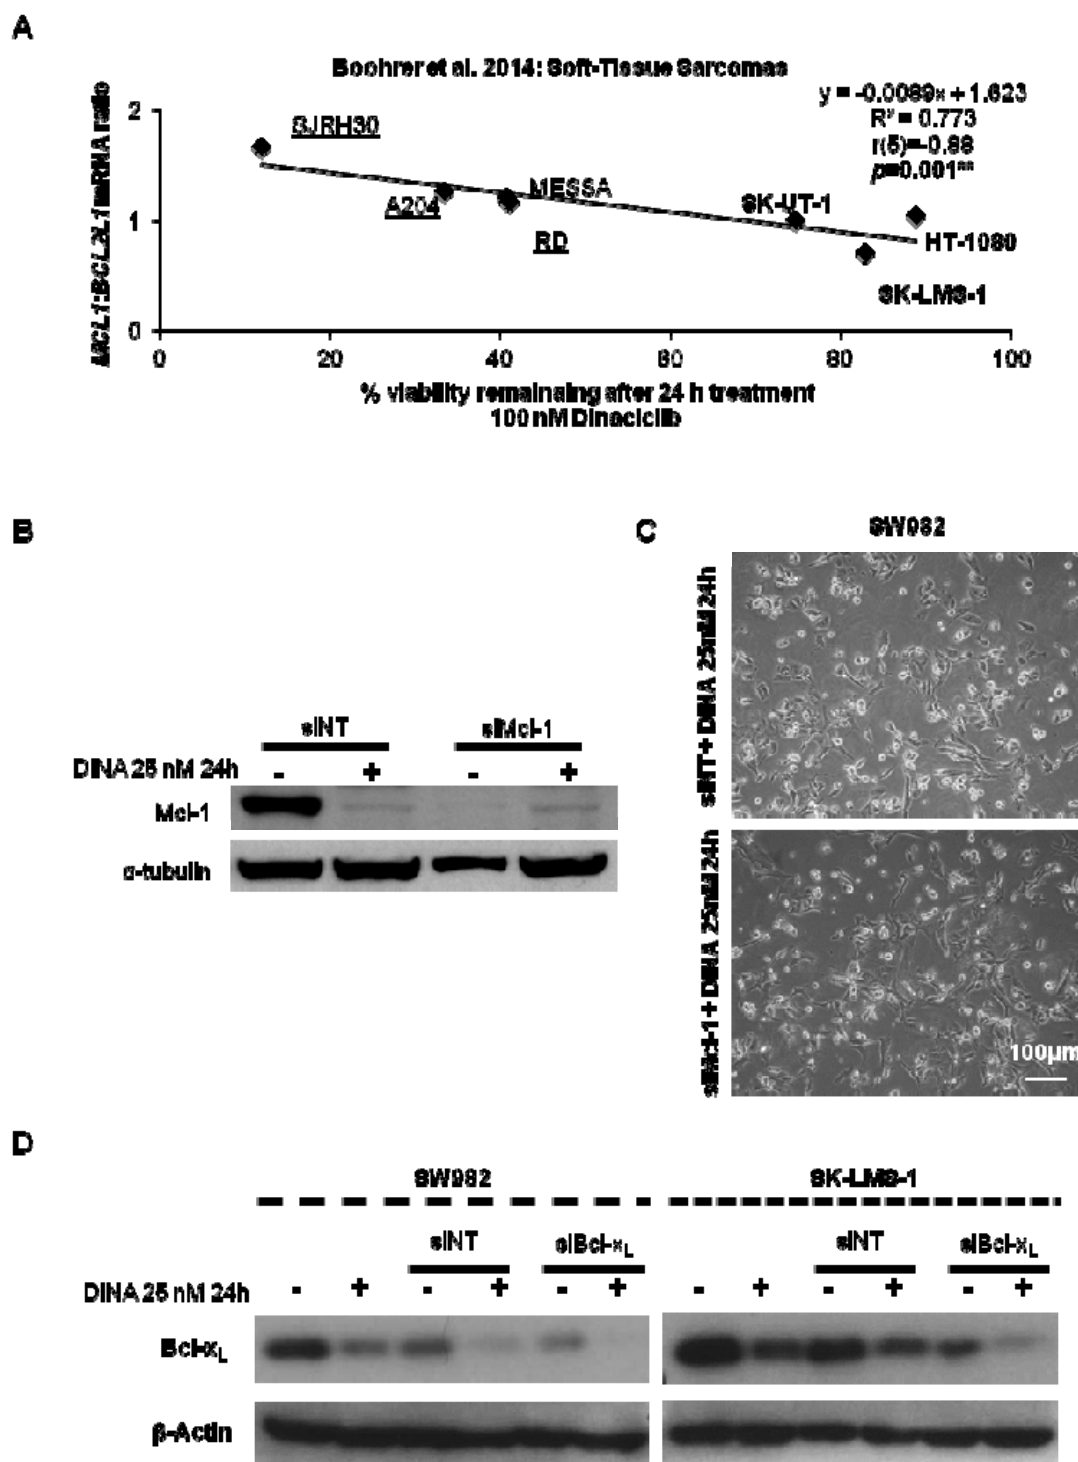 A
Boohrer et al. 2014: Soft-Tissue Sarcomas
y = -0.0089x + 1.623
R² = 0.773
r(5)=-0.88
p=0.001**
MCL1:BCL2L1 mRNA ratio
2
1
0
SJRH30
A204
MESSA
RD
SK-UT-1
HT-1080
SK-LMS-1
0 20 40 60 80 100
% viability remainsing after 24 h treatment
100 nM Dinaciclib
B
siNT siMcl-1
DINA 25 nM 24h - + - +
Mcl-1
α-tubulin
C
SW982
siNT + DINA 25nM 24h
siMcl-1 + DINA 25nM 24h
100µm
D
SW982 SK-LMS-1
siNT siBcl-xL siNT siBcl-xL
DINA 25 nM 24h - + - + - + - + - + - +
Bcl-xL
β-Actin